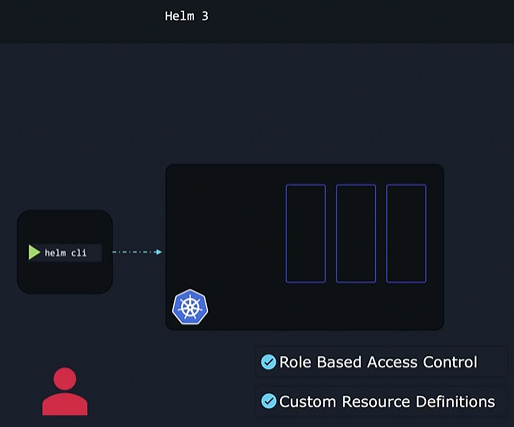 Helm 3
helm cli
Role Based Access Control
Custom Resource Definitions